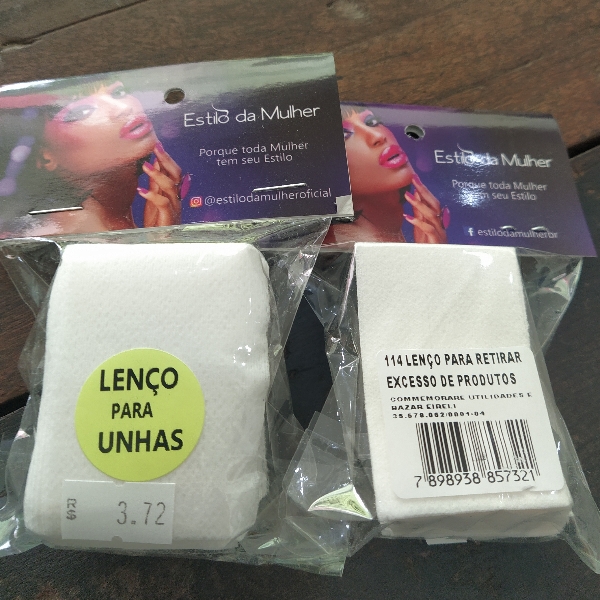 Estilo da Mulher
Porque toda Mulher
tem seu Estilo
@estilodamulheroficial
LENÇO
PARA
UNHAS
3.72
Estilo da Mulher
Porque toda Mulher
tem seu Estilo
estilodamulherbr
114 LENÇO PARA RETIRAR
EXCESSO DE PRODUTOS
COMMEMORARE UTILIDADES E
BAZAR EIRELI
7 898938 857321